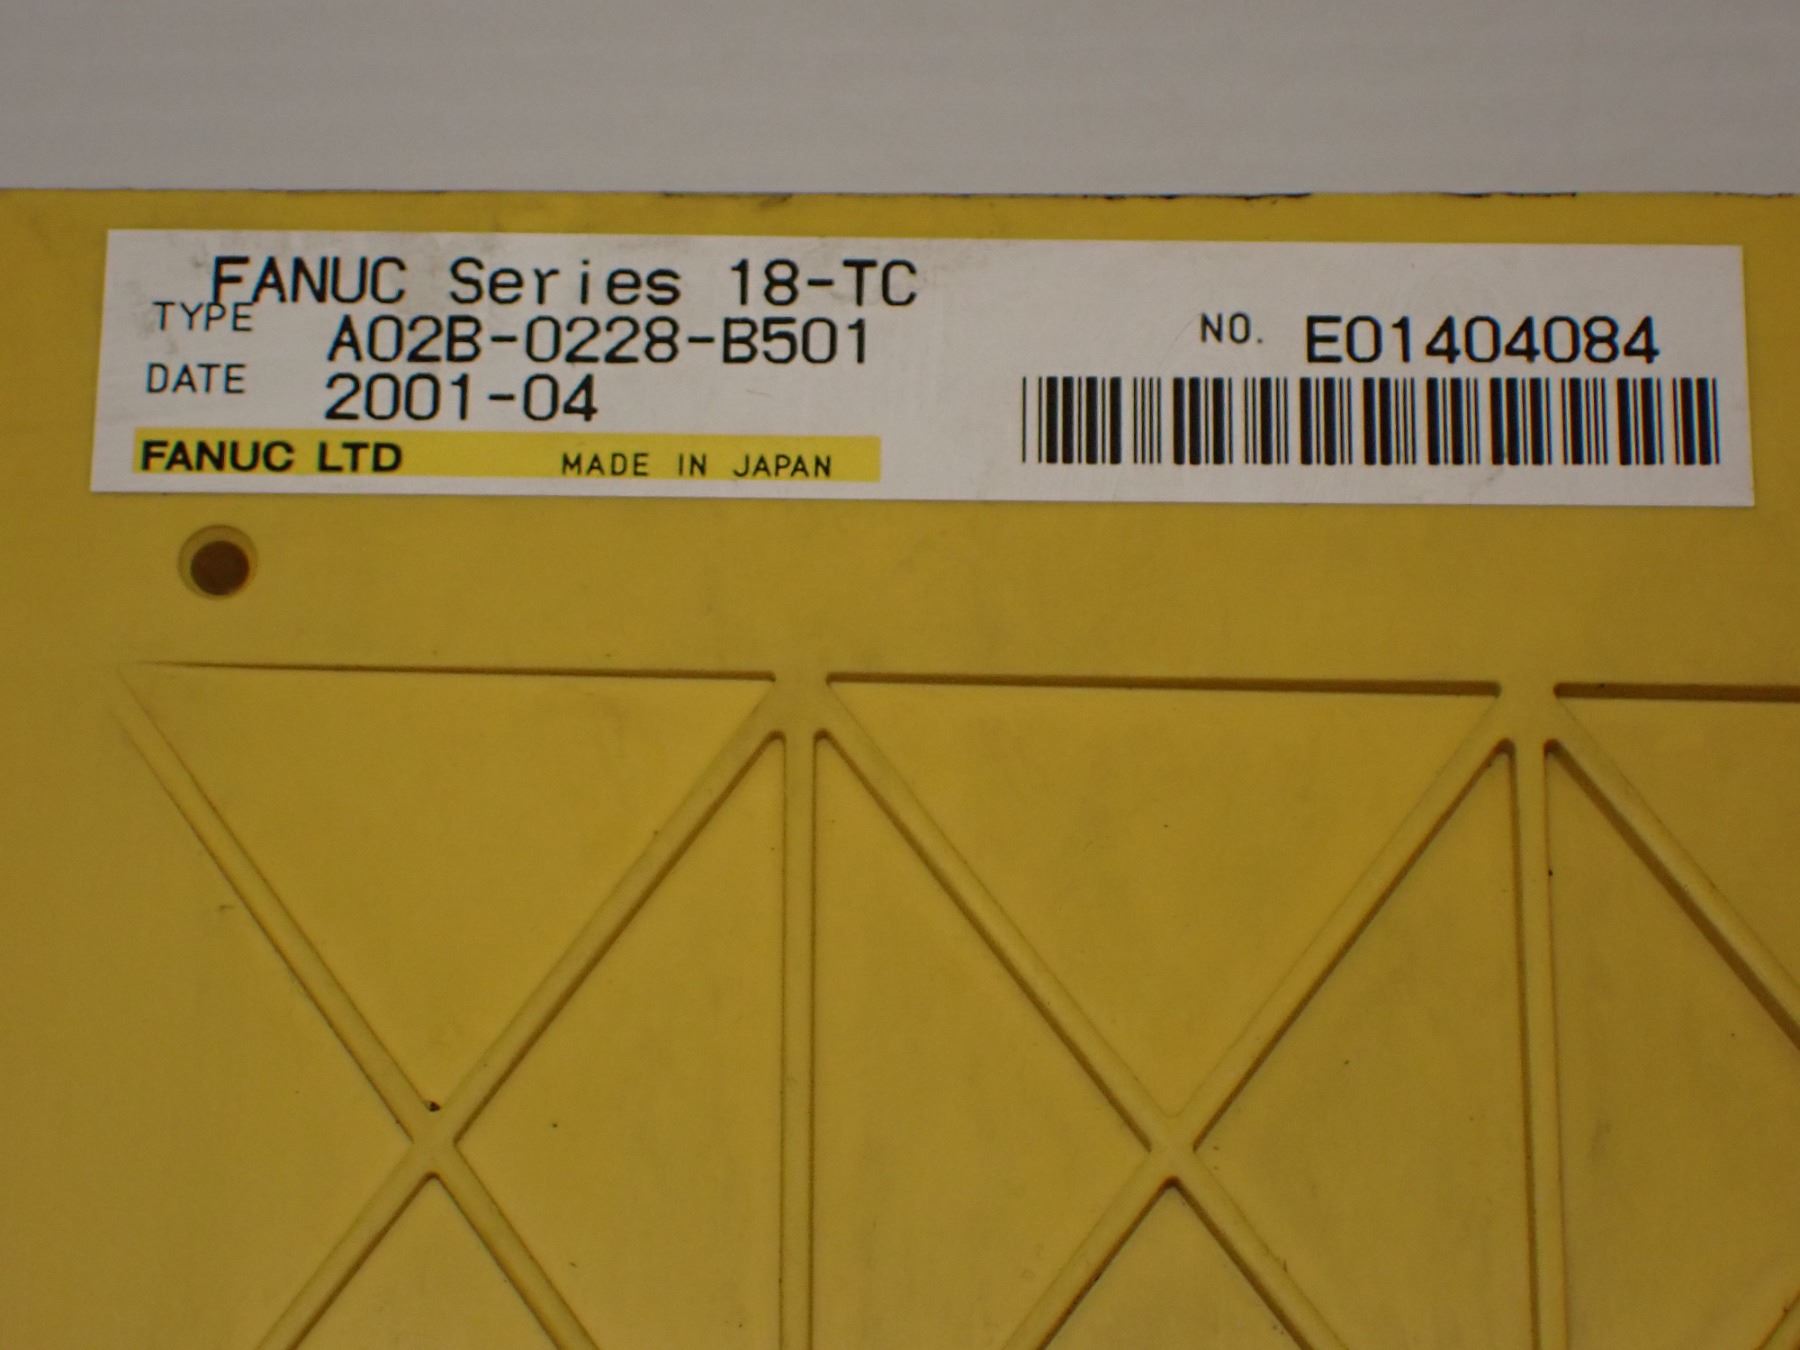 FANUC Series 18-TC
TYPE A02B-0228-B501
DATE 2001-04
FANUC LTD MADE IN JAPAN
NO. E01404084